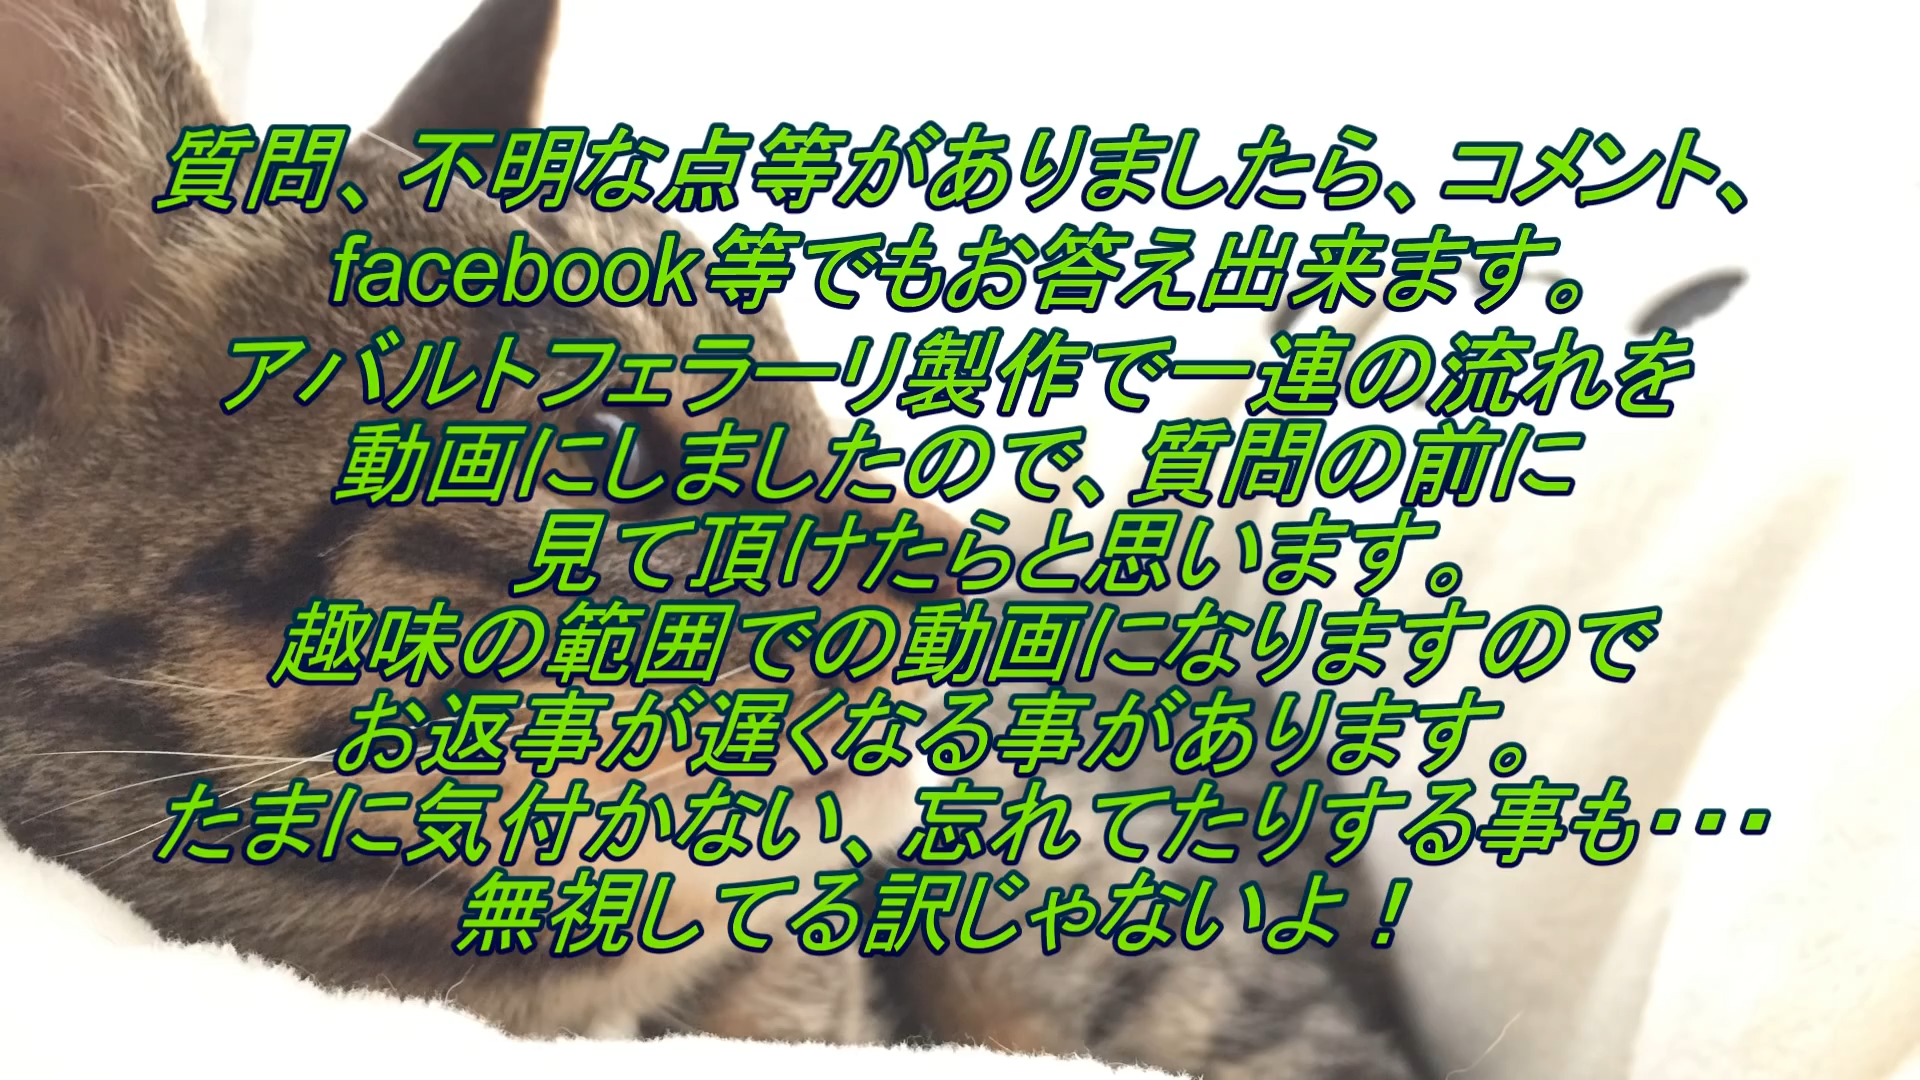 質問、不明な点等がありましたら、コメント、
facebook等でもお答え出来ます。
アバルトフェラーリ製作で一連の流れを
動画にしましたので、質問の前に
見て頂けたらと思います。
趣味の範囲での動画になりますので
お返事が遅くなる事があります。
たまに気付かない、忘れてたりする事も・・・
無視してる訳じゃないよ！